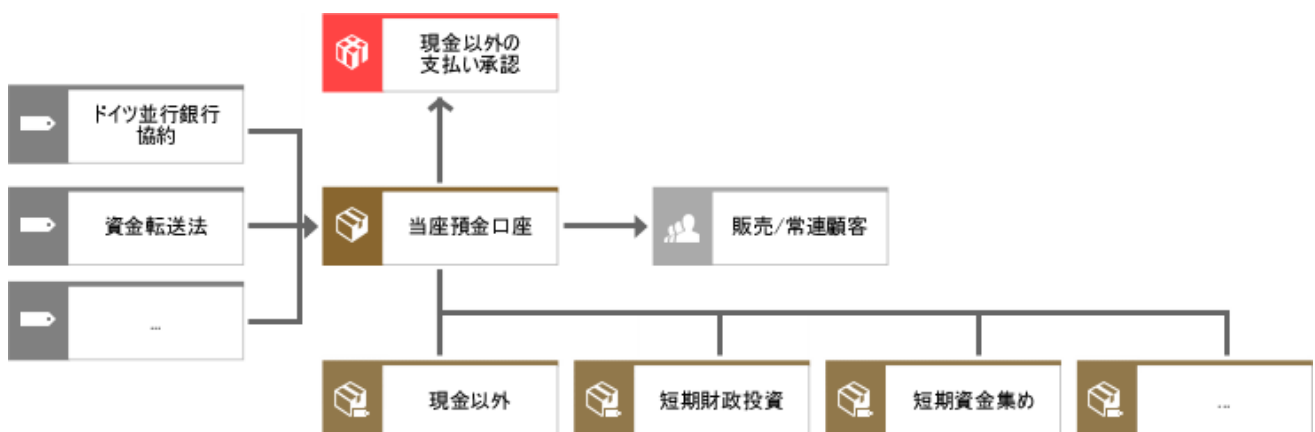 現金以外の
支払い承認
ドイツ並行銀行
協約
資金転送法
当座預金口座
販売/常連顧客
...
現金以外
短期財政投資
短期資金集め
...